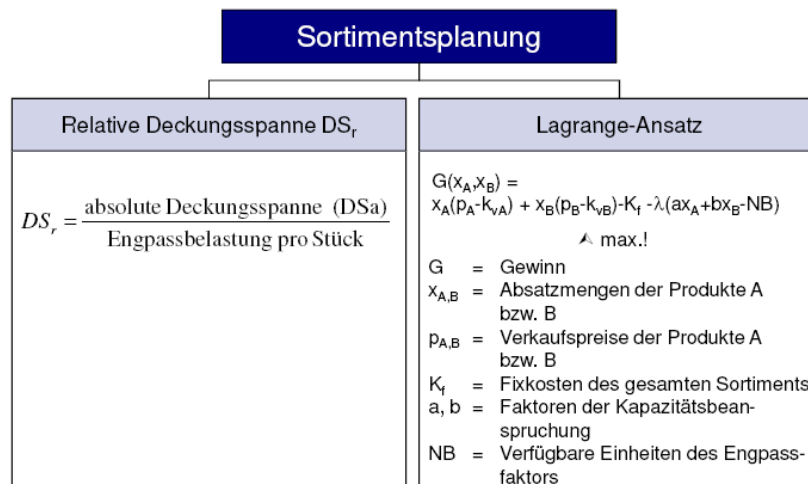 Sortimentsplanung
Relative Deckungsspanne DSr
DSr = absolute Deckungsspanne (DSa)
Engpassbelastung pro Stück
Lagrange-Ansatz
G(xA,xB) =
xA(pA-kvA) + xB(pB-kvB)-Kf -λ(axA+bxB-NB)
⋏ max.!
G = Gewinn
xA,B = Absatzmengen der Produkte A
bzw. B
pA,B = Verkaufspreise der Produkte A
bzw. B
Kf = Fixkosten des gesamten Sortiments
a, b = Faktoren der Kapazitätsbean-
spruchung
NB = Verfügbare Einheiten des Engpass-
faktors